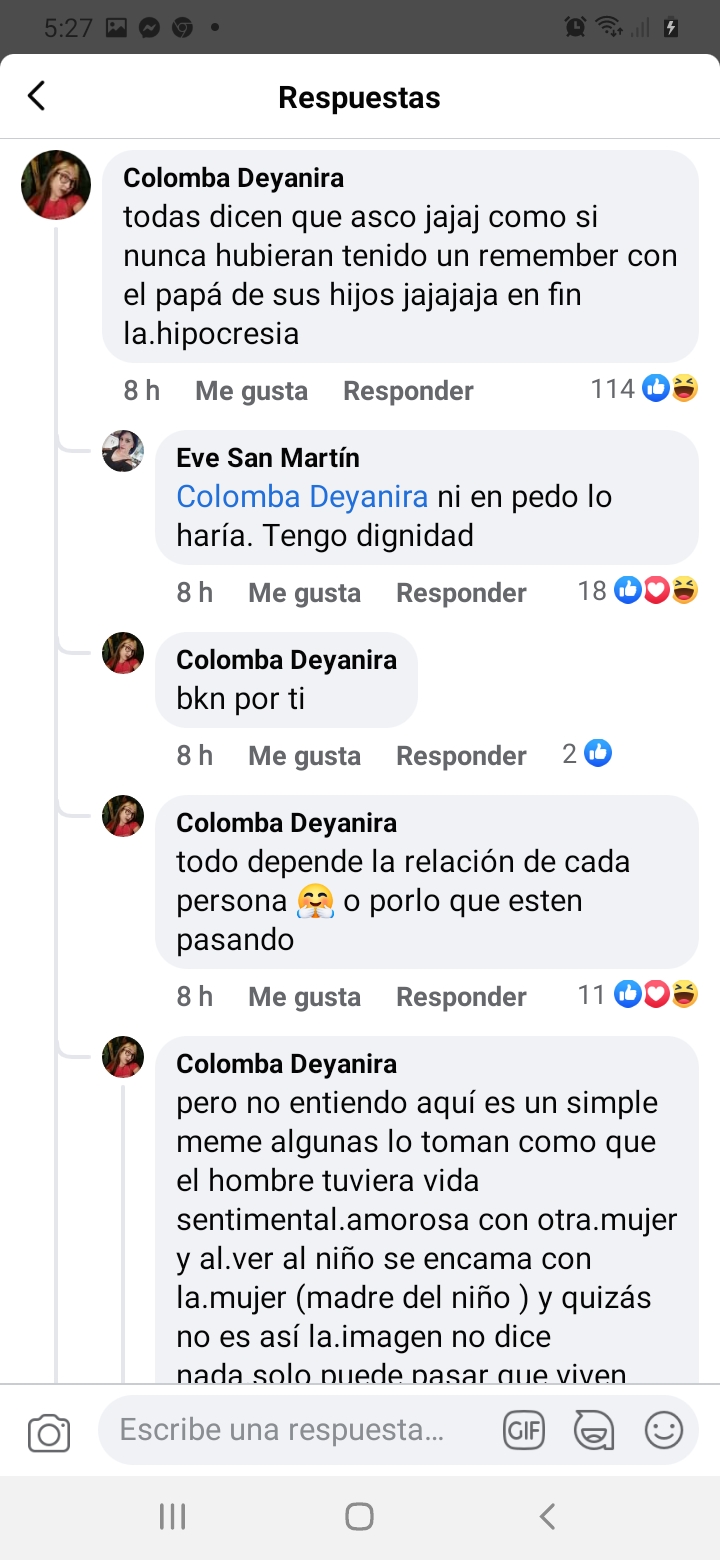 5:27
Respuestas
Colomba Deyanira
todas dicen que asco jajaj como si
nunca hubieran tenido un remember con
el papá de sus hijos jajajaja en fin
la.hipocresia
8 h Me gusta Responder 114
Eve San Martín
Colomba Deyanira ni en pedo lo
haría. Tengo dignidad
8 h Me gusta Responder 18
Colomba Deyanira
bkn por ti
8 h Me gusta Responder 2
Colomba Deyanira
todo depende la relación de cada
persona 🤗 o porlo que esten
pasando
8 h Me gusta Responder 11
Colomba Deyanira
pero no entiendo aquí es un simple
meme algunas lo toman como que
el hombre tuviera vida
sentimental.amorosa con otra.mujer
y al.ver al niño se encama con
la.mujer (madre del niño ) y quizás
no es así la.imagen no dice
nada solo puede pasar que viven
Escribe una respuesta... GIF